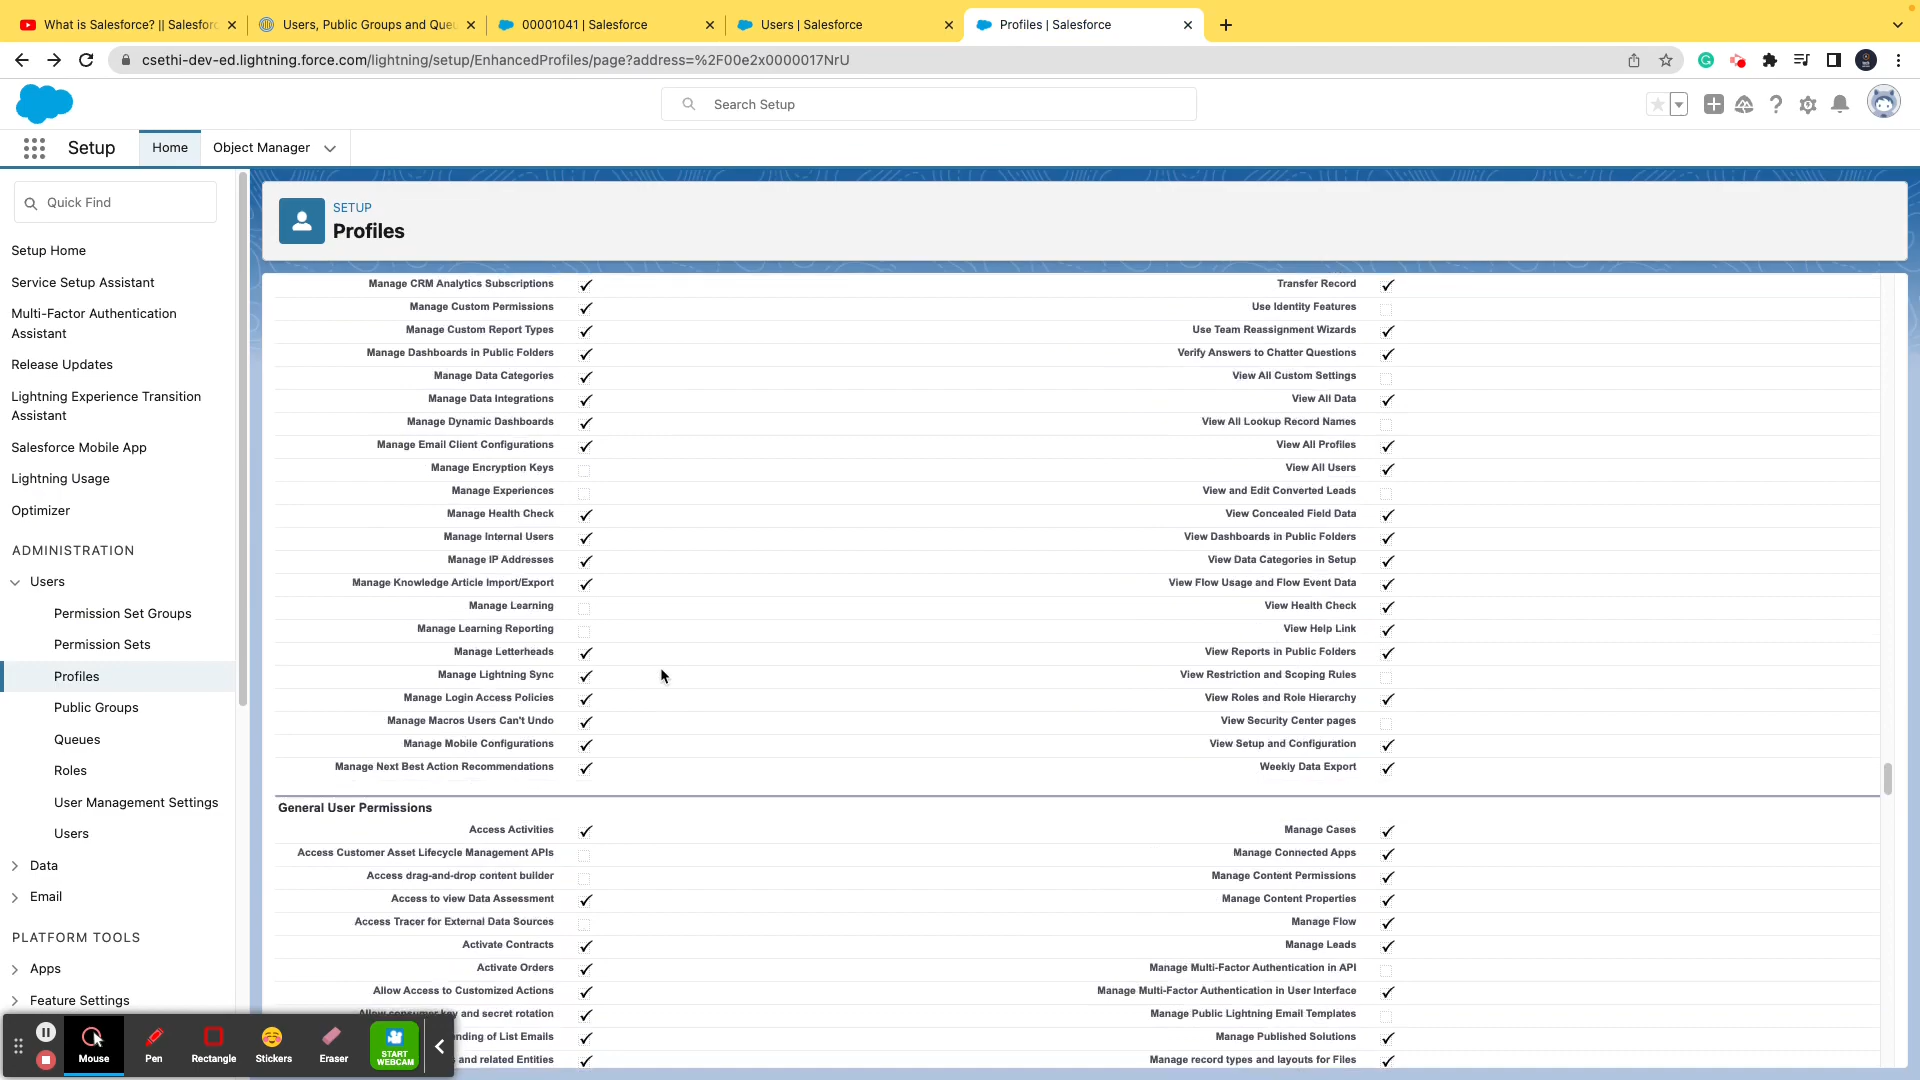 What is Salesforce? || Salesforc
Users, Public Groups and Que
00001041 | Salesforce
Users | Salesforce
Profiles | Salesforce
csethi-dev-ed.lightning.force.com/lightning/setup/EnhancedProfiles/page?address=%2F00e2x0000017NrU
Search Setup
Setup
Home
Object Manager
Quick Find
Setup Home
Service Setup Assistant
Multi-Factor Authentication
Assistant
Release Updates
Lightning Experience Transition
Assistant
Salesforce Mobile App
Lightning Usage
Optimizer
ADMINISTRATION
Users
Permission Set Groups
Permission Sets
Profiles
Public Groups
Queues
Roles
User Management Settings
Users
Data
Email
PLATFORM TOOLS
Apps
Feature Settings
SETUP
Profiles
Manage CRM Analytics Subscriptions
Transfer Record
Manage Custom Permissions
Use Identity Features
Manage Custom Report Types
Use Team Reassignment Wizards
Manage Dashboards in Public Folders
Verify Answers to Chatter Questions
Manage Data Categories
View All Custom Settings
Manage Data Integrations
View All Data
Manage Dynamic Dashboards
View All Lookup Record Names
Manage Email Client Configurations
View All Profiles
Manage Encryption Keys
View All Users
Manage Experiences
View and Edit Converted Leads
Manage Health Check
View Concealed Field Data
Manage Internal Users
View Dashboards in Public Folders
Manage IP Addresses
View Data Categories in Setup
Manage Knowledge Article Import/Export
View Flow Usage and Flow Event Data
Manage Learning
View Health Check
Manage Learning Reporting
View Help Link
Manage Letterheads
View Reports in Public Folders
Manage Lightning Sync
View Restriction and Scoping Rules
Manage Login Access Policies
View Roles and Role Hierarchy
Manage Macros Users Can't Undo
View Security Center pages
Manage Mobile Configurations
View Setup and Configuration
Manage Next Best Action Recommendations
Weekly Data Export
General User Permissions
Access Activities
Manage Cases
Access Customer Asset Lifecycle Management APIs
Manage Connected Apps
Access drag-and-drop content builder
Manage Content Permissions
Access to view Data Assessment
Manage Content Properties
Access Tracer for External Data Sources
Manage Flow
Activate Contracts
Manage Leads
Activate Orders
Manage Multi-Factor Authentication in API
Allow Access to Customized Actions
Manage Multi-Factor Authentication in User Interface
Allow consumer key and secret rotation
Manage Public Lightning Email Templates
nding of List Emails
Manage Published Solutions
and related Entities
Manage record types and layouts for Files
Mouse
Pen
Rectangle
Stickers
Eraser
START
WEBCAM